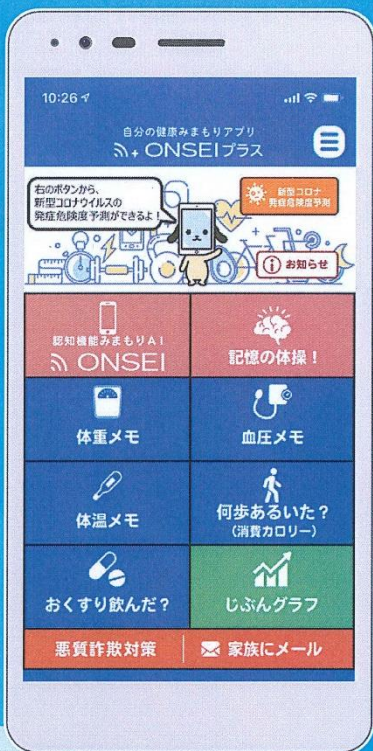 10:26
自分の健康みまもりアプリ
+ ONSEIプラス
右のボタンから、
新型コロナウイルスの
発症危険度予測ができるよ！
新型コロナ
発症危険度予測
お知らせ
認知機能みまもりAI
ONSEI
記憶の体操！
体重メモ
血圧メモ
体温メモ
何歩あるいた？
(消費カロリー)
おくすり飲んだ？
じぶんグラフ
悪質詐欺対策
家族にメール